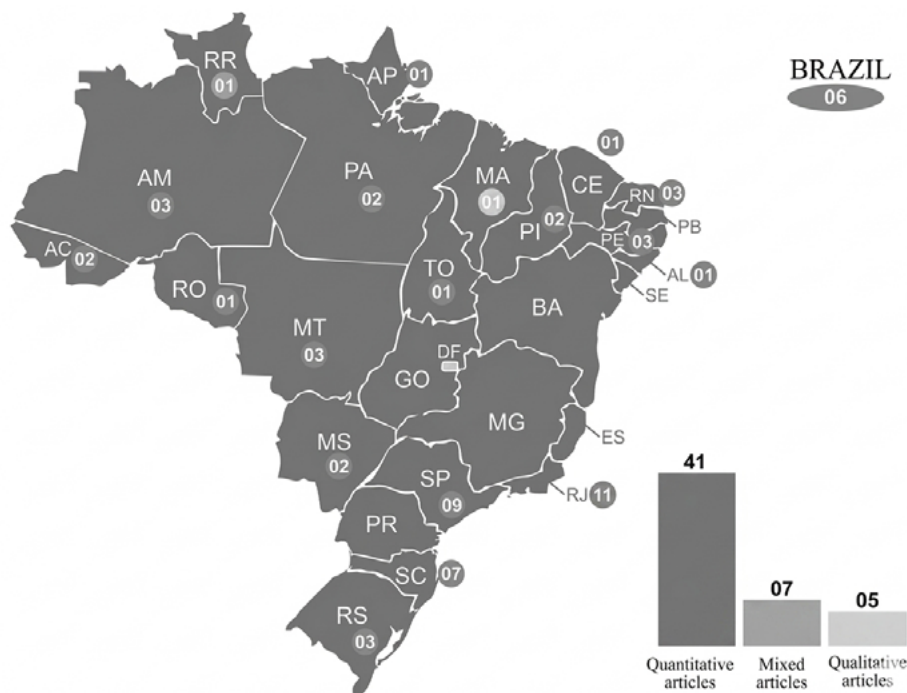 RR
01
AP 01
BRAZIL
06
AM
03
PA
02
MA
01
CE
01
RN 03
PB
PI
02
PE 03
AL 01
SE
AC 02
RO
01
TO
01
BA
MT
03
DF
GO
MG
ES
MS
02
SP
09
RJ 11
PR
SC 07
RS
03
41
07
05
Quantitative
articles
Mixed
articles
Qualitative
articles